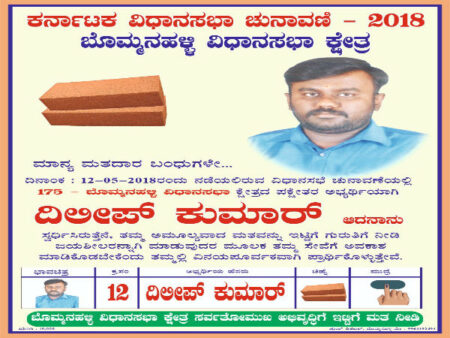 ಕರ್ನಾಟಕ ವಿಧಾನಸಭಾ ಚುನಾವಣಿ - 2018
ಬೊಮ್ಮನಹಳ್ಳಿ ವಿಧಾನಸಭಾ ಕ್ಷೇತ್ರ
ಮಾನ್ಯ ಮತದಾರ ಬಂಧುಗಳೇ...
ದಿನಾಂಕ : 12-05-2018ರಂದು ನಡೆಯಲಿರುವ ವಿಧಾನಸಭೆ ಚುನಾವಣೆಯಲ್ಲಿ
175 - ಬೊಮ್ಮನಹಳ್ಳಿ ವಿಧಾನಸಭಾ ಕ್ಷೇತ್ರದ ಪಕ್ಷೇತರ ಅಭ್ಯರ್ಥಿಯಾಗಿ
ದಿಲೀಪ್ ಕುಮಾರ್ ಆದನಾನು
ಸ್ಪರ್ಧಿಸಿರುತ್ತೇನೆ. ತಮ್ಮ ಅಮೂಲ್ಯವಾದ ಮತವನ್ನು ಇಟ್ಟಿಗೆ ಗುರುತಿಗೆ ನೀಡಿ
ಜಯಶೀಲರನ್ನಾಗಿ ಮಾಡುವುದರ ಮೂಲಕ ತಮ್ಮ ಸೇವೆಗೆ ಅವಕಾಶ
ಮಾಡಿಕೊಡಬೇಕೆಂದು ತಮ್ಮಲ್ಲಿ ವಿನಯಪೂರ್ವಕವಾಗಿ ಪ್ರಾರ್ಥಿಕೊಳ್ಳುತ್ತೇವೆ.
ಭಾವಚಿತ್ರ ಕ್ರ.ಸಂ ಅಭ್ಯರ್ಥಿಯ ಹೆಸರು ಚಿಹ್ನೆ ಮುದ್ರೆ
12 ದಿಲೀಪ್ ಕುಮಾರ್
ಬೊಮ್ಮನಹಳ್ಳಿ ವಿಧಾನಸಭಾ ಕ್ಷೇತ್ರ ಸರ್ವತೋಮುಖ ಅಭಿವೃದ್ಧಿಗೆ ಇಟ್ಟಿಗೆ ಮತ ನೀಡಿ